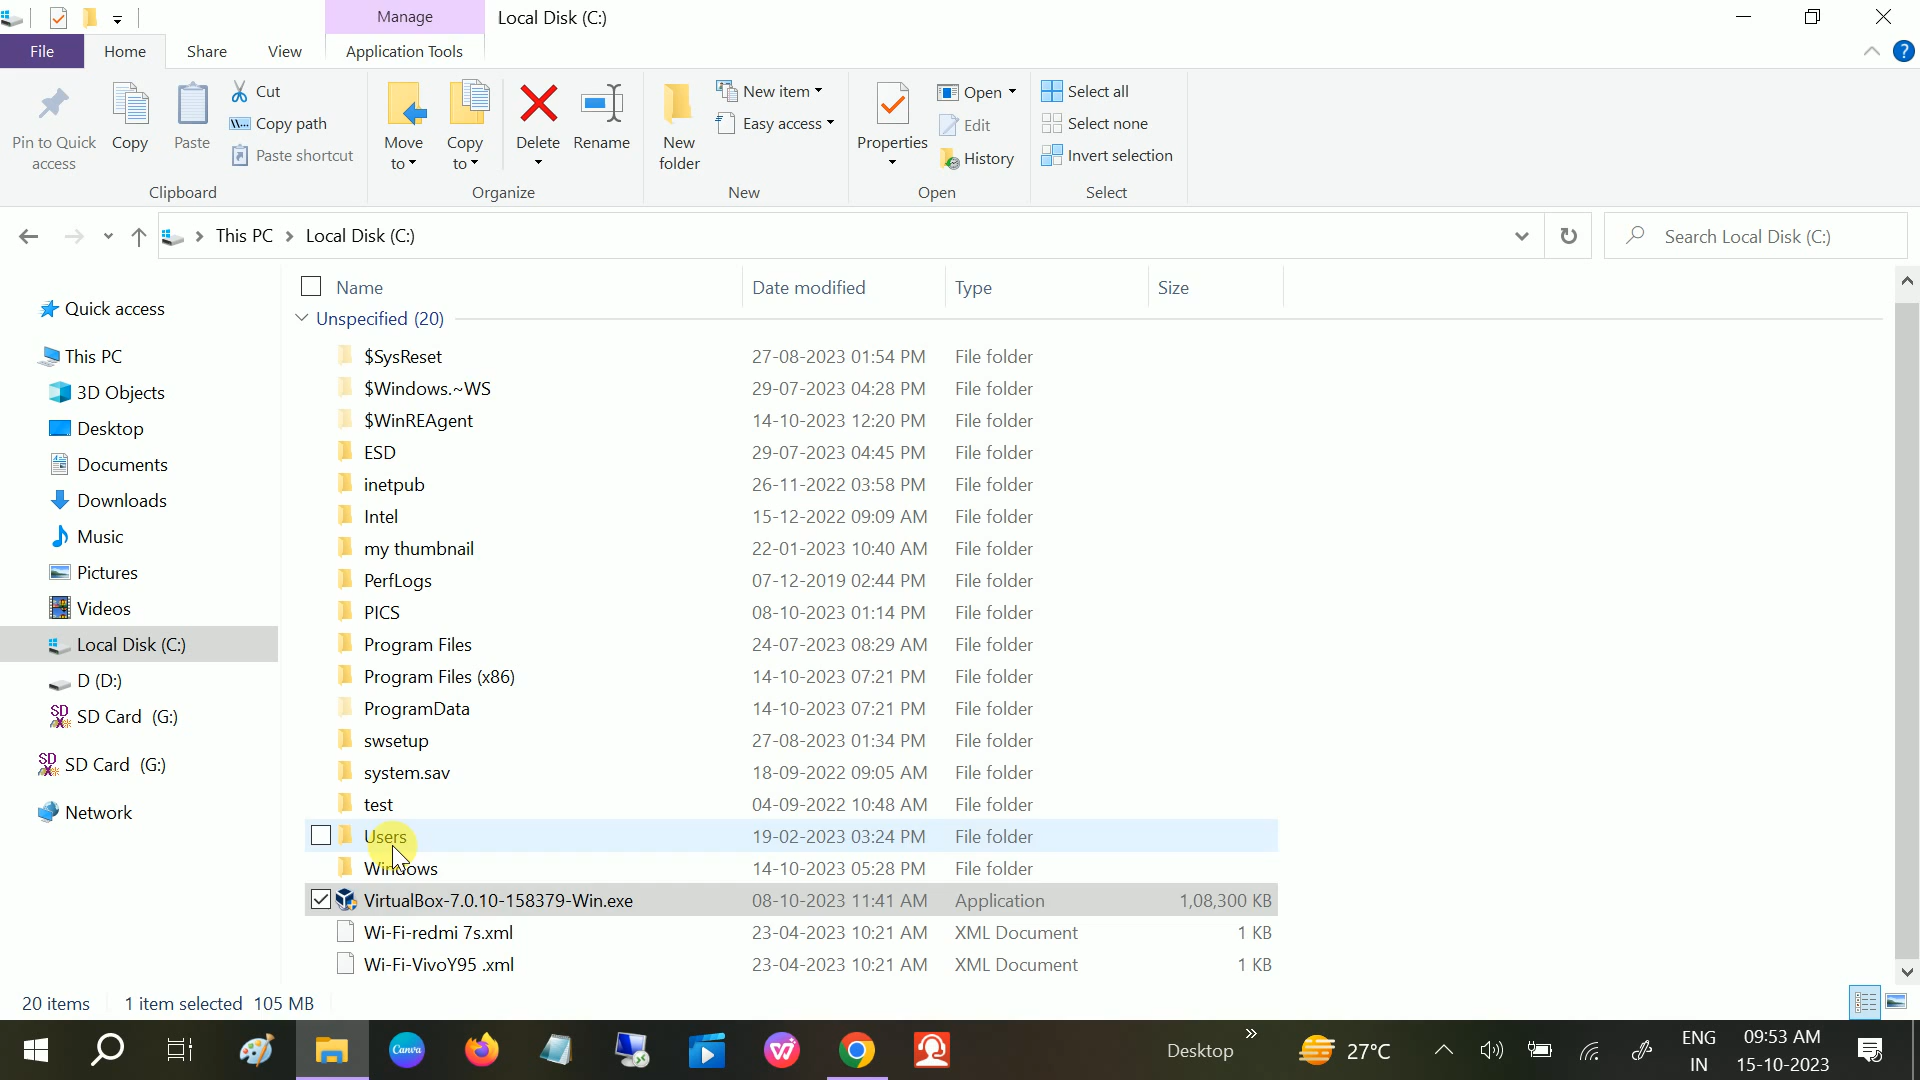 Manage
Local Disk (C:)
File
Home
Share
View
Application Tools
Pin to Quick access
Copy
Paste
Cut
Copy path
Paste shortcut
Clipboard
Move to
Copy to
Delete
Rename
Organize
New folder
New item
Easy access
New
Properties
Open
Edit
History
Open
Select all
Select none
Invert selection
Select
This PC > Local Disk (C:)
Search Local Disk (C:)
Quick access
This PC
3D Objects
Desktop
Documents
Downloads
Music
Pictures
Videos
Local Disk (C:)
D (D:)
SD Card (G:)
SD Card (G:)
Network
Name Date modified Type Size
Unspecified (20)
$SysReset 27-08-2023 01:54 PM File folder
$Windows.~WS 29-07-2023 04:28 PM File folder
$WinREAgent 14-10-2023 12:20 PM File folder
ESD 29-07-2023 04:45 PM File folder
inetpub 26-11-2022 03:58 PM File folder
Intel 15-12-2022 09:09 AM File folder
my thumbnail 22-01-2023 10:40 AM File folder
PerfLogs 07-12-2019 02:44 PM File folder
PICS 08-10-2023 01:14 PM File folder
Program Files 24-07-2023 08:29 AM File folder
Program Files (x86) 14-10-2023 07:21 PM File folder
ProgramData 14-10-2023 07:21 PM File folder
swsetup 27-08-2023 01:34 PM File folder
system.sav 18-09-2022 09:05 AM File folder
test 04-09-2022 10:48 AM File folder
Users 19-02-2023 03:24 PM File folder
Windows 14-10-2023 05:28 PM File folder
VirtualBox-7.0.10-158379-Win.exe 08-10-2023 11:41 AM Application 1,08,300 KB
Wi-Fi-redmi 7s.xml 23-04-2023 10:21 AM XML Document 1 KB
Wi-Fi-VivoY95 .xml 23-04-2023 10:21 AM XML Document 1 KB
20 items 1 item selected 105 MB
Canva
Desktop
27°C
ENG
IN
09:53 AM
15-10-2023